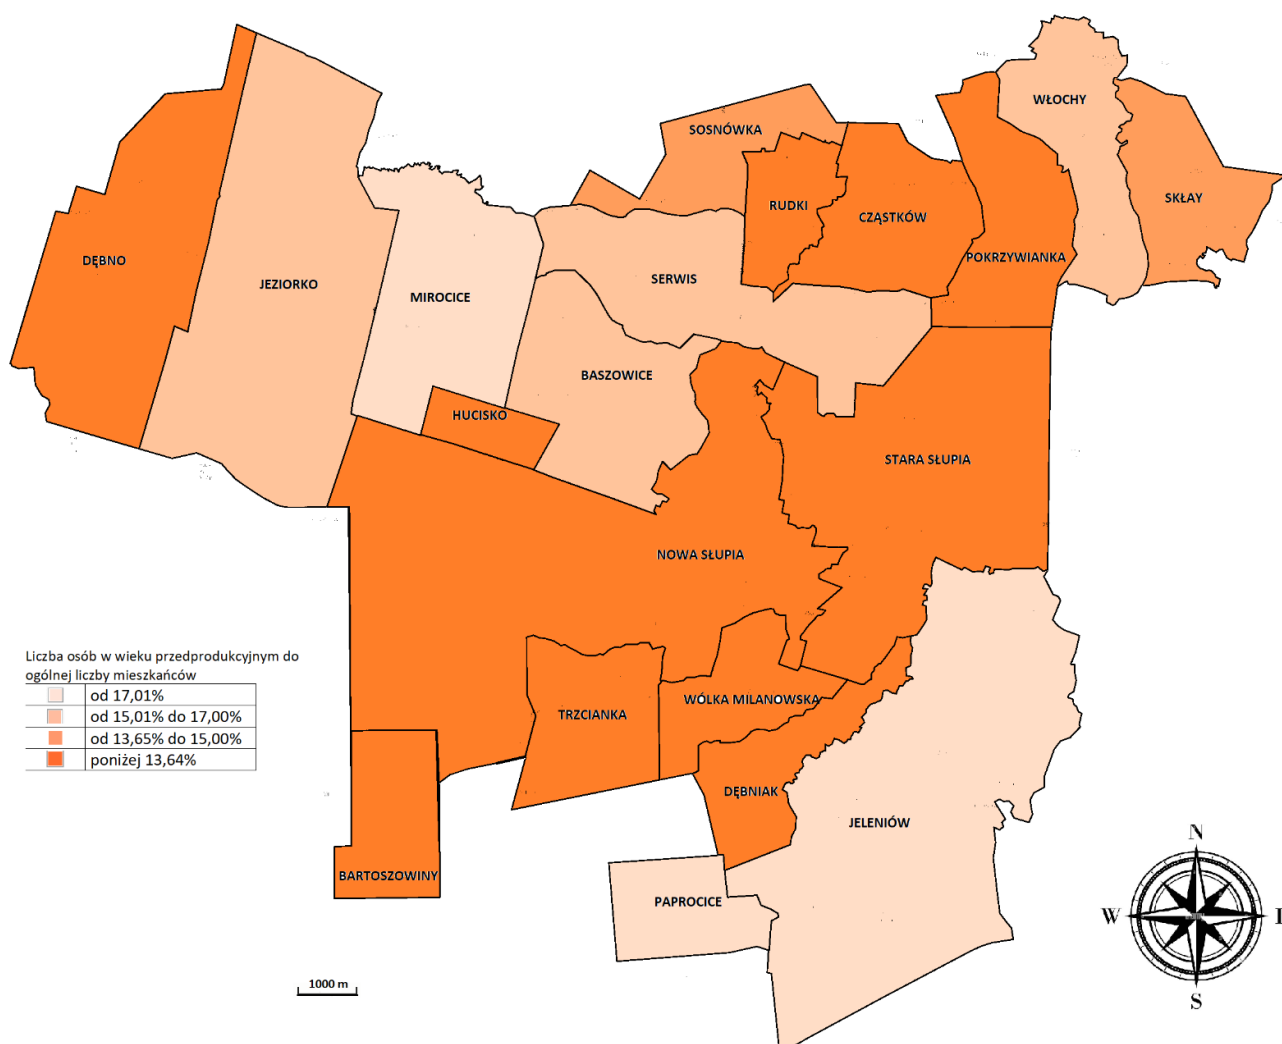 WŁOCHY
SOSNÓWKA
SKŁAY
RUDKI
CZĄSTKÓW
DĘBNO
POKRZYWIANKA
JEZIORKO
SERWIS
MIROCICE
BASZOWICE
HUCISKO
STARA SŁUPIA
NOWA SŁUPIA
Liczba osób w wieku przedprodukcyjnym do
ogólnej liczby mieszkańców
od 17,01%
od 15,01% do 17,00%
od 13,65% do 15,00%
poniżej 13,64%
WÓLKA MILANOWSKA
TRZCIANKA
DĘBNIAK
JELENIÓW
BARTOSZOWINY
PAPROCICE
N
W
S
1000 m